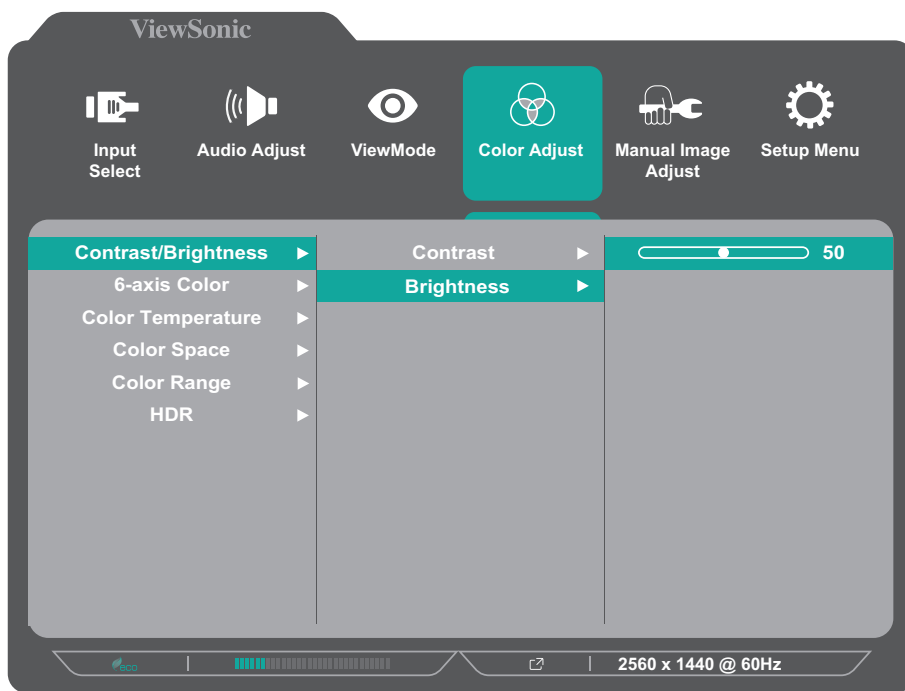 ViewSonic
Input
Select
Audio Adjust
ViewMode
Color Adjust
Manual Image
Adjust
Setup Menu
Contrast/Brightness
Contrast
50
6-axis Color
Brightness
Color Temperature
Color Space
Color Range
HDR
eco
2560 x 1440 @ 60Hz